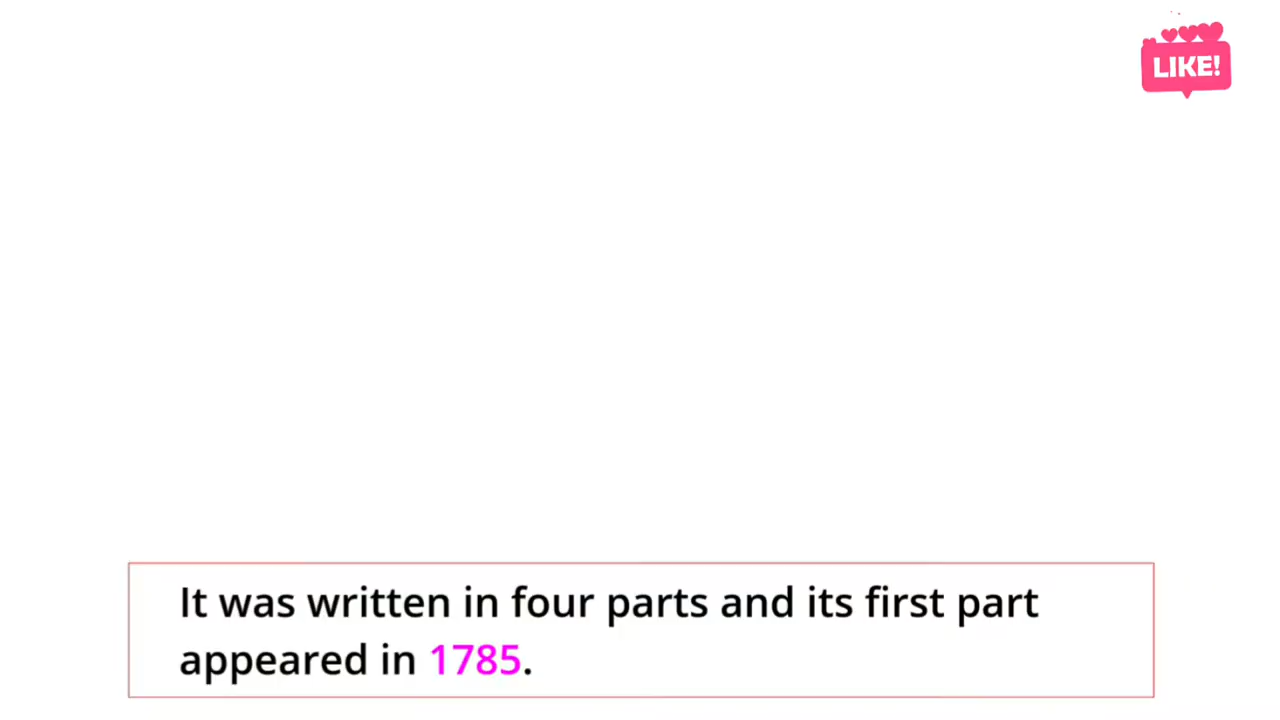 LIKE!
It was written in four parts and its first part
appeared in 1785.